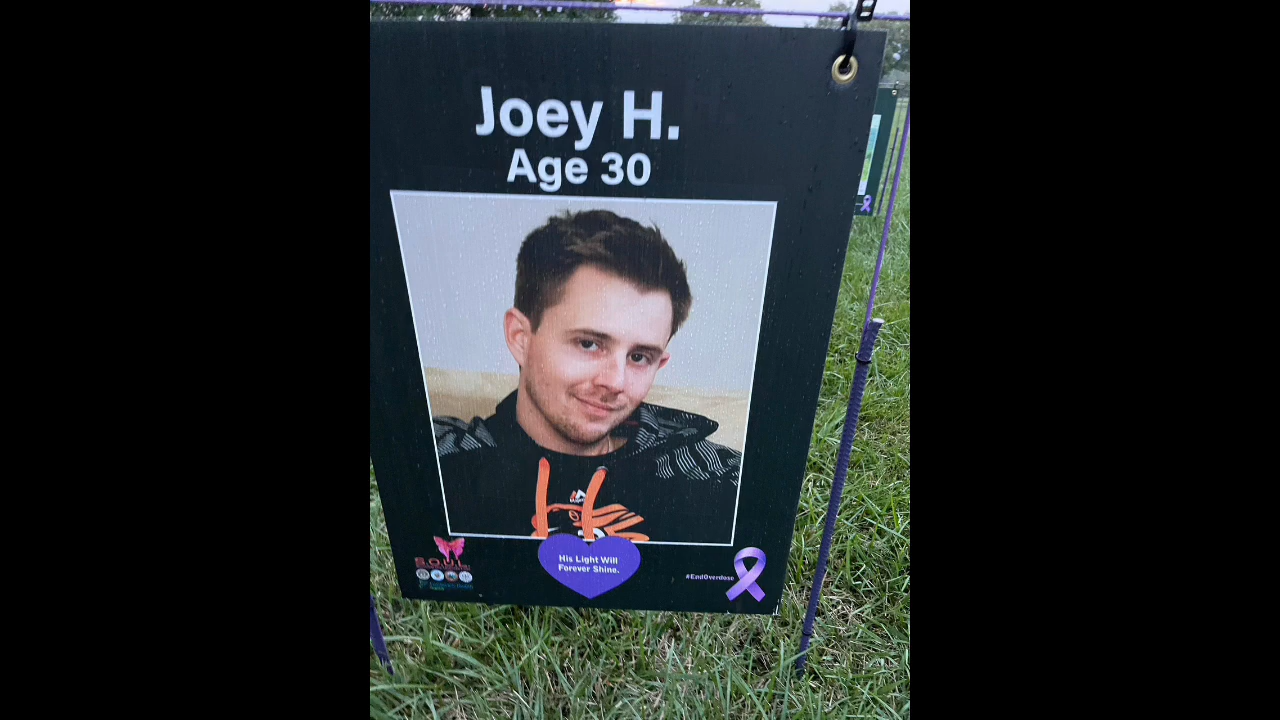 Joey H.
Age 30
His Light Will
Forever Shine.
S.O.U.L.
#EndOverdose